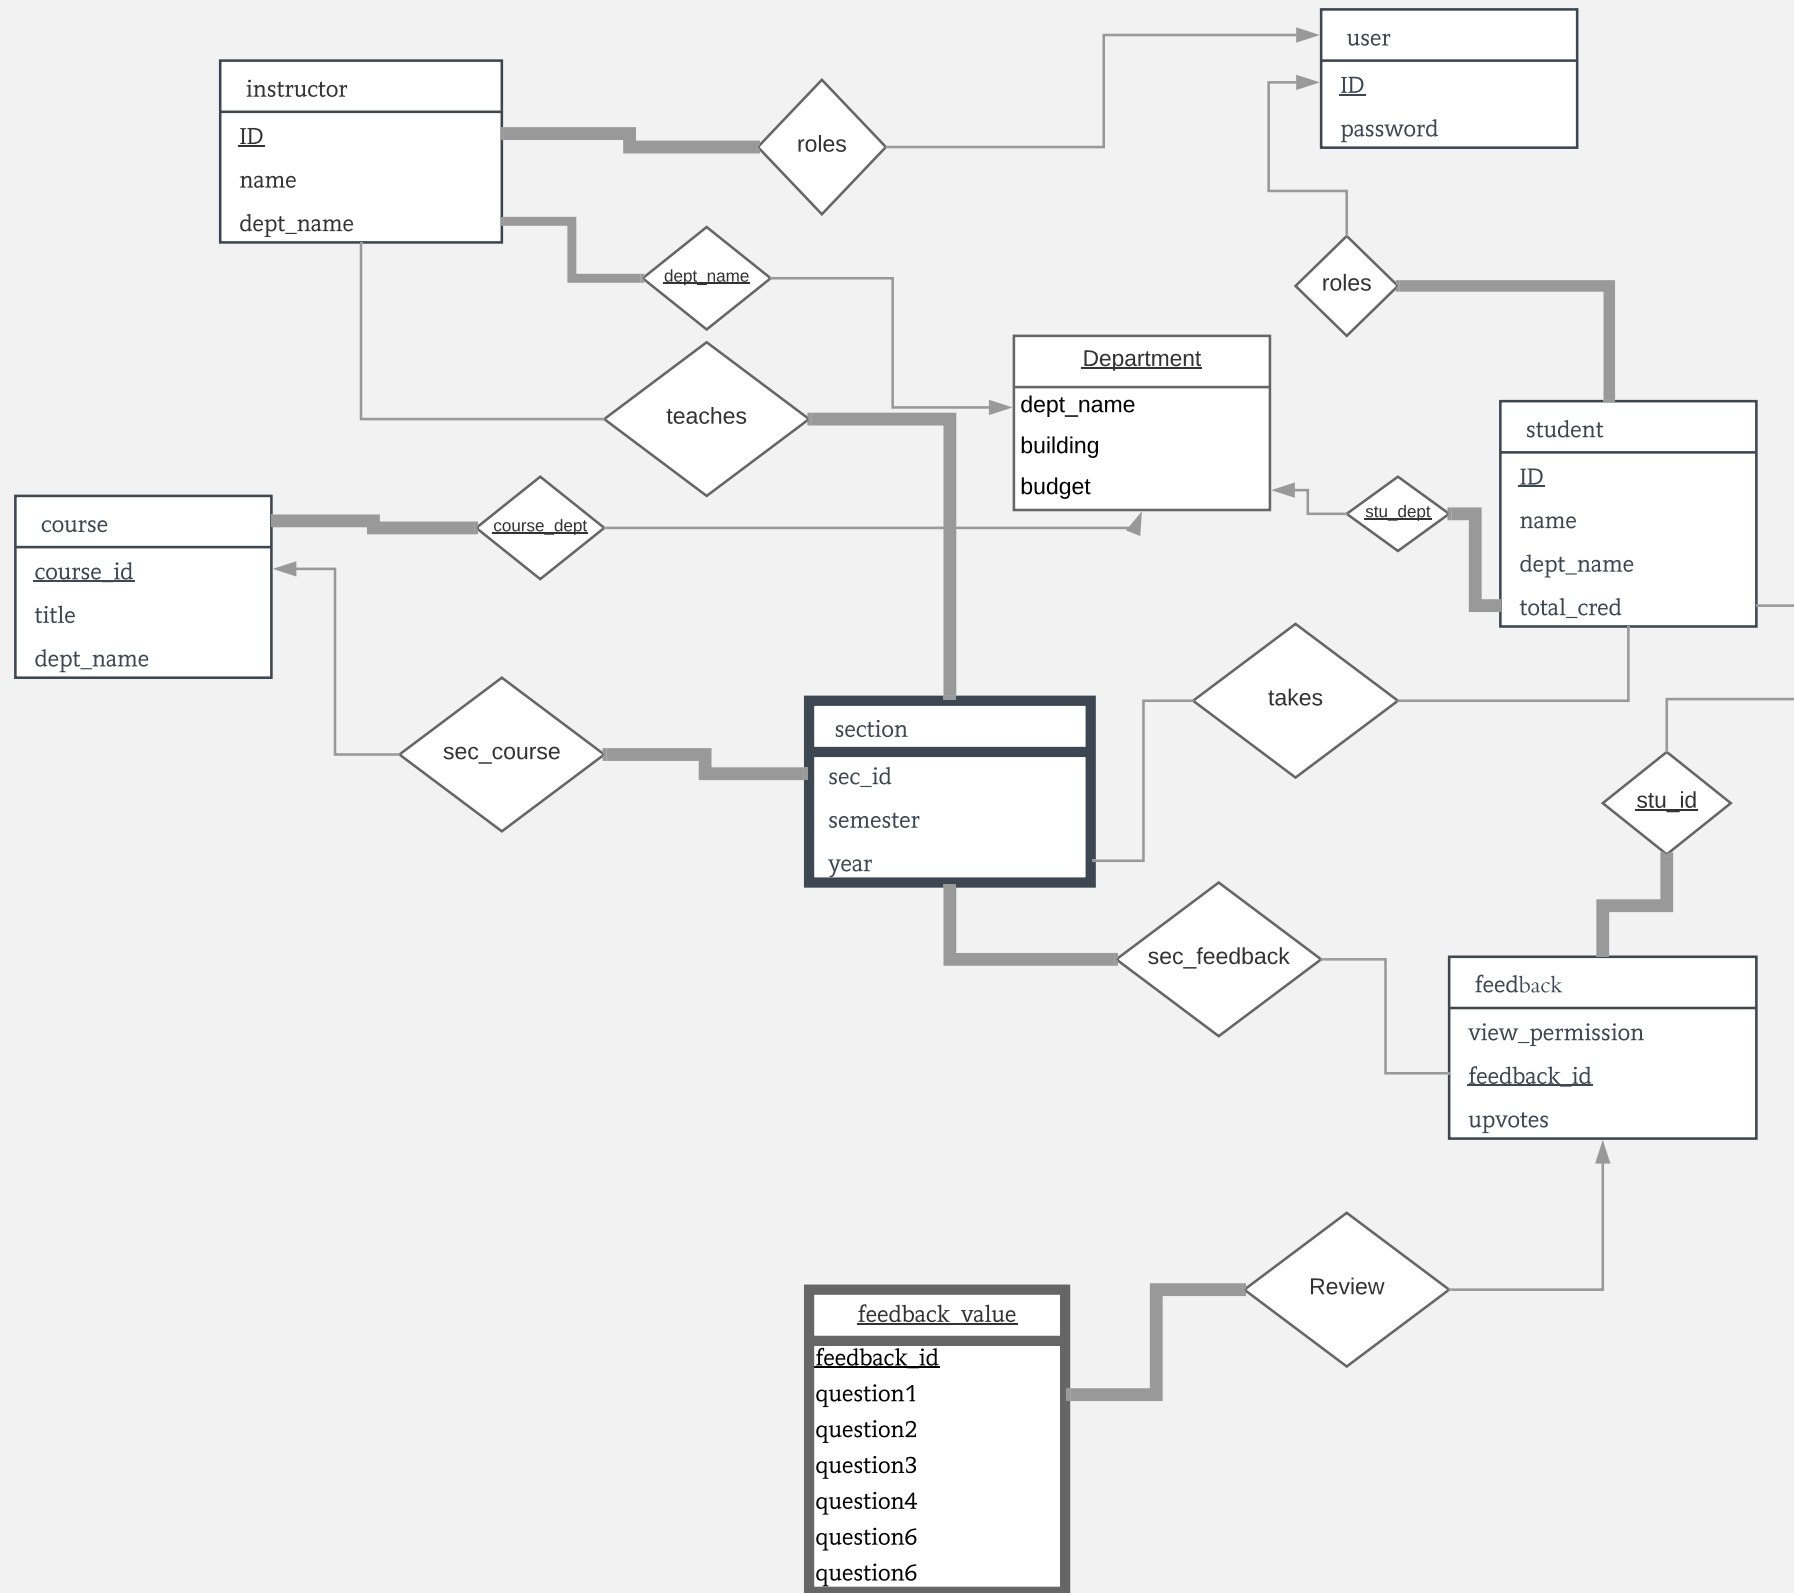 user
ID
password
instructor
ID
name
dept_name
roles
dept_name
roles
Department
dept_name
building
budget
teaches
student
ID
name
dept_name
total_cred
stu_dept
course
course_id
title
dept_name
course_dept
takes
section
sec_id
semester
year
sec_course
stu_id
sec_feedback
feedback
view_permission
feedback_id
upvotes
Review
feedback_value
feedback_id
question1
question2
question3
question4
question6
question6